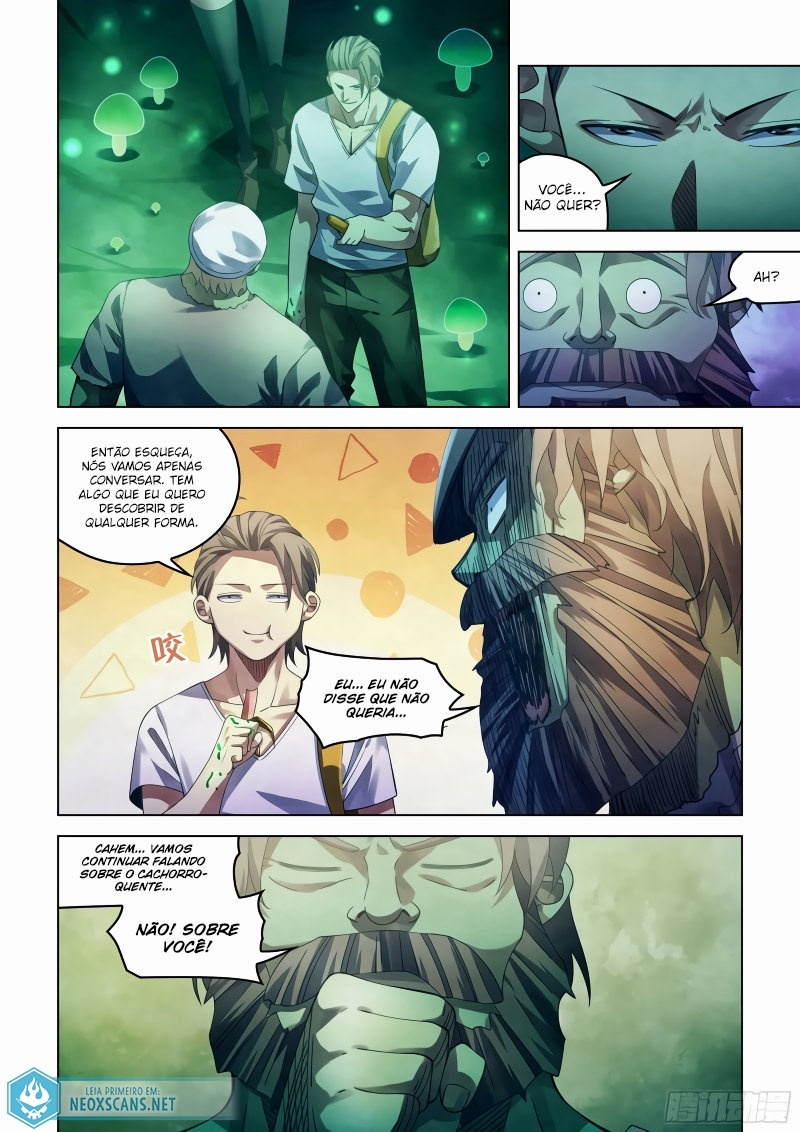 VOCÊ...
NÃO QUER?
AH?
ENTÃO ESQUEÇA,
NÓS VAMOS APENAS
CONVERSAR. TEM
ALGO QUE EU QUERO
DESCOBRIR DE
QUALQUER FORMA.
咬
EU... EU NÃO
DISSE QUE NÃO
QUERIA...
CAHEM... VAMOS
CONTINUAR FALANDO
SOBRE O CACHORRO-
QUENTE...
NÃO! SOBRE
VOCÊ!
LEIA PRIMEIRO EM:
NEOXSCANS.NET
腾讯动漫